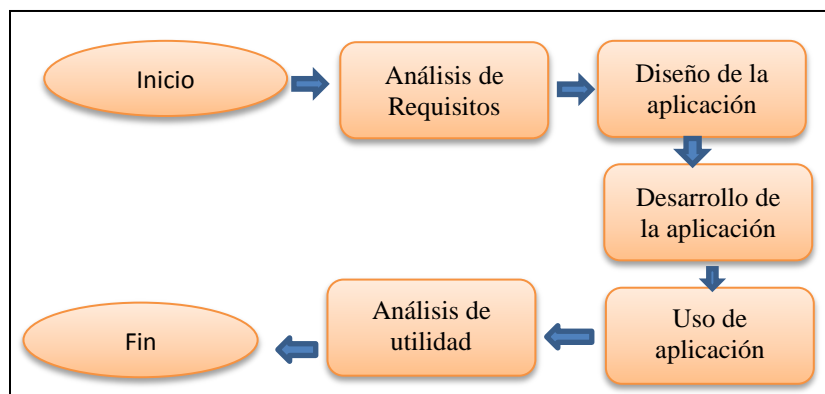 Inicio
Análisis de
Requisitos
Diseño de la
aplicación
Desarrollo de
la aplicación
Uso de
aplicación
Análisis de
utilidad
Fin